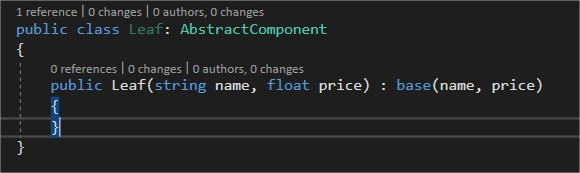 1 reference | 0 changes | 0 authors, 0 changes
public class Leaf: AbstractComponent
{
0 references | 0 changes | 0 authors, 0 changes
public Leaf(string name, float price) : base(name, price)
{
}
}